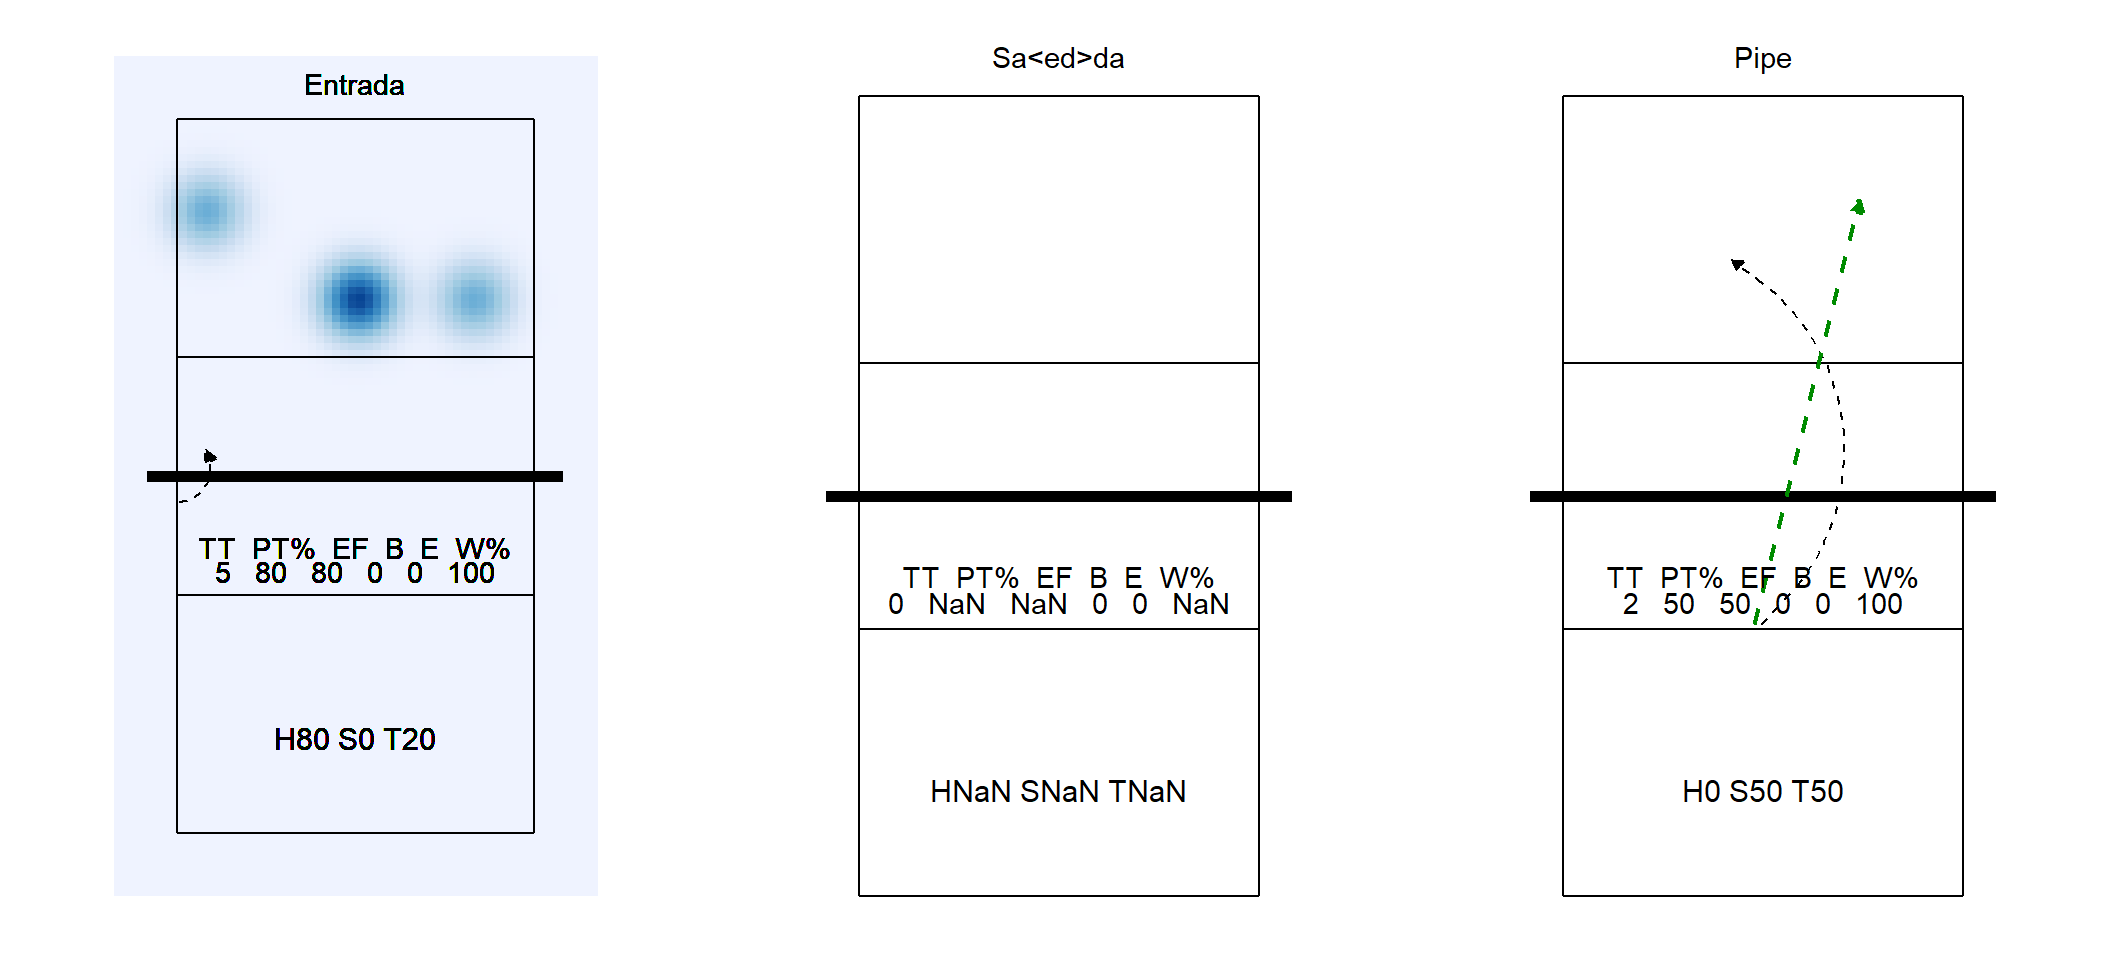 Entrada
TT PT% EF B E W%
5 80 80 0 0 100
H80 S0 T20
Sa<ed>da
TT PT% EF B E W%
0 NaN NaN 0 0 NaN
HNaN SNaN TNaN
Pipe
TT PT% EF B E W%
2 50 50 0 0 100
H0 S50 T50